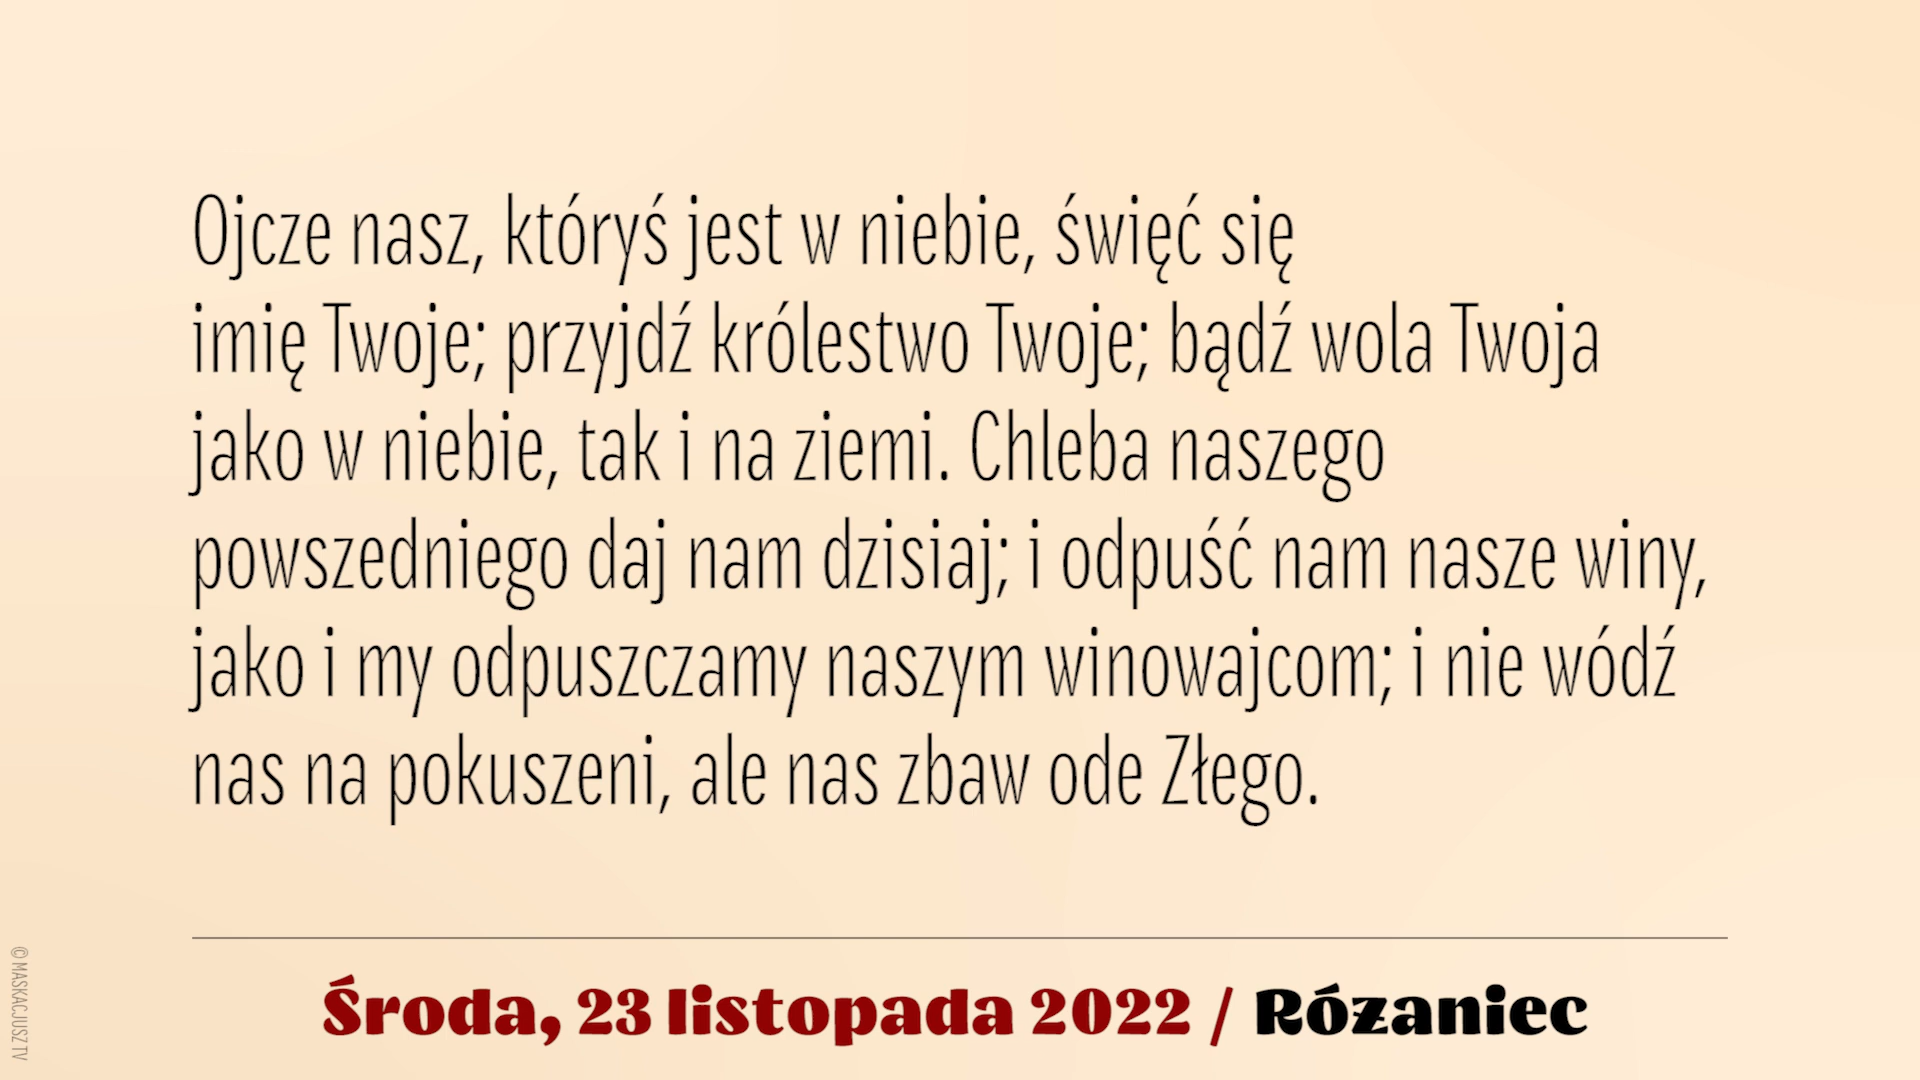 Ojcze nasz, któryś jest w niebie, święć się
imię Twoje; przyjdź królestwo Twoje; bądź wola Twoja
jako w niebie, tak i na ziemi. Chleba naszego
powszedniego daj nam dzisiaj; i odpuść nam nasze winy,
jako i my odpuszczamy naszym winowajcom; i nie wódź
nas na pokuszeni, ale nas zbaw ode Złego.
Środa, 23 listopada 2022 / Różaniec
© MASKACJUSZ TV